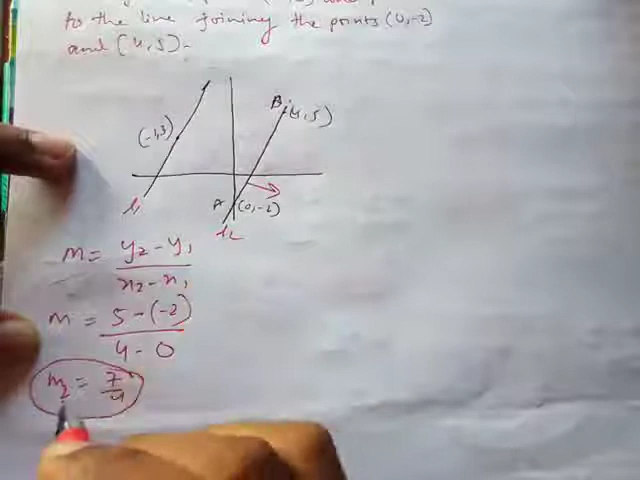 to the line joining the points (0,-2)
and (4,5).
B (4,5)
(-1,3)
l1
A (0,-2)
l2
m = y2 - y1
x2 - x1
m = 5 - (-2)
4 - 0
m2 = 7
4